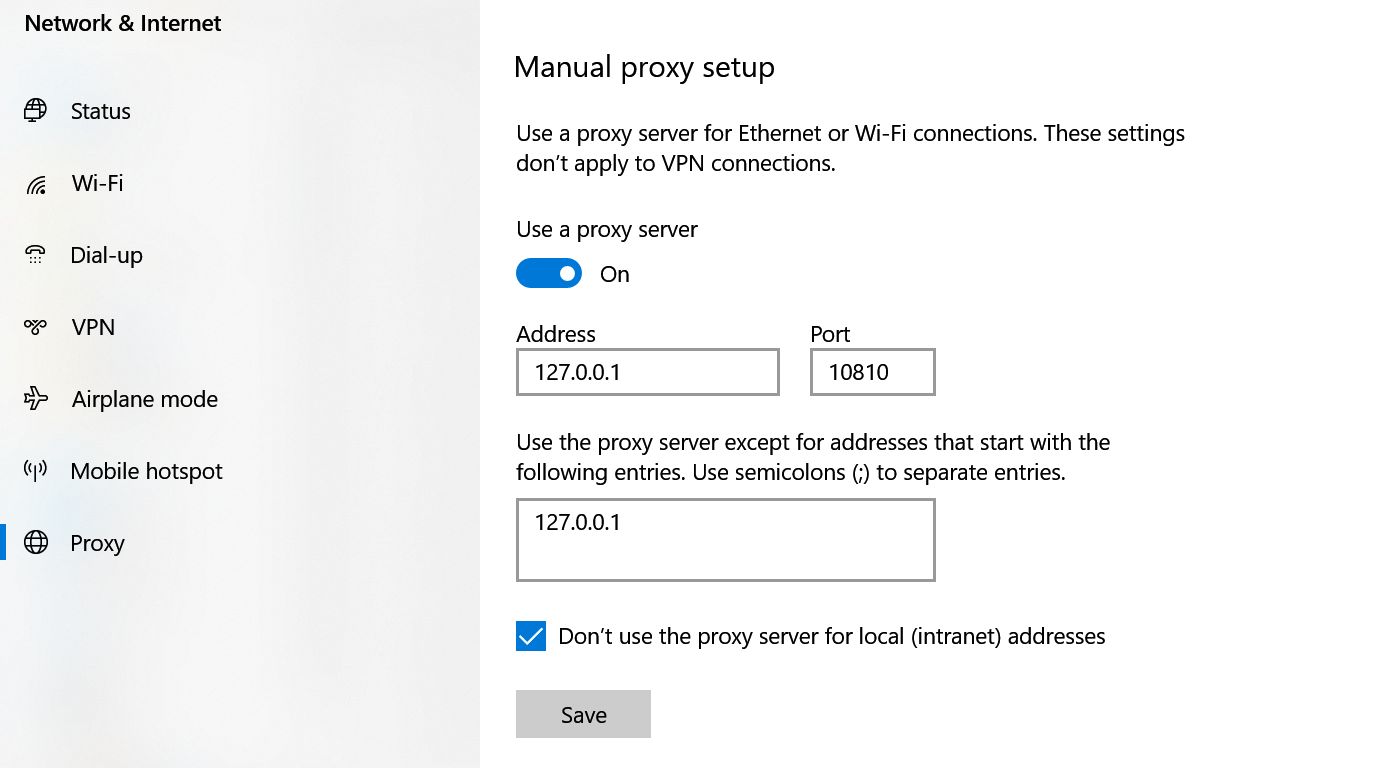 Network & Internet
Status
Wi-Fi
Dial-up
VPN
Airplane mode
Mobile hotspot
Proxy
Manual proxy setup
Use a proxy server for Ethernet or Wi-Fi connections. These settings
don’t apply to VPN connections.
Use a proxy server
On
Address
Port
127.0.0.1
10810
Use the proxy server except for addresses that start with the
following entries. Use semicolons (;) to separate entries.
127.0.0.1
Don’t use the proxy server for local (intranet) addresses
Save